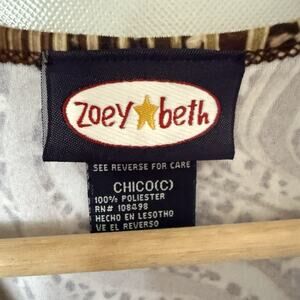 zoey beth
SEE REVERSE FOR CARE
CHICO(C)
100% POLIESTER
RN# 108498
HECHO EN LESOTHO
VE EL REVERSO